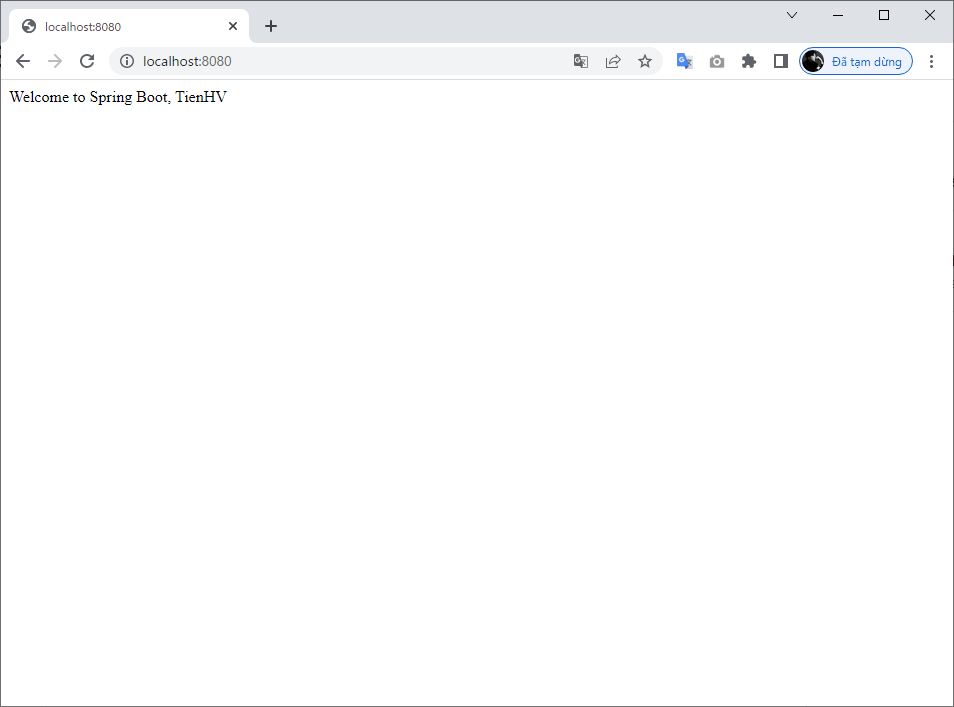 localhost:8080
localhost:8080
Đã tạm dừng
Welcome to Spring Boot, TienHV